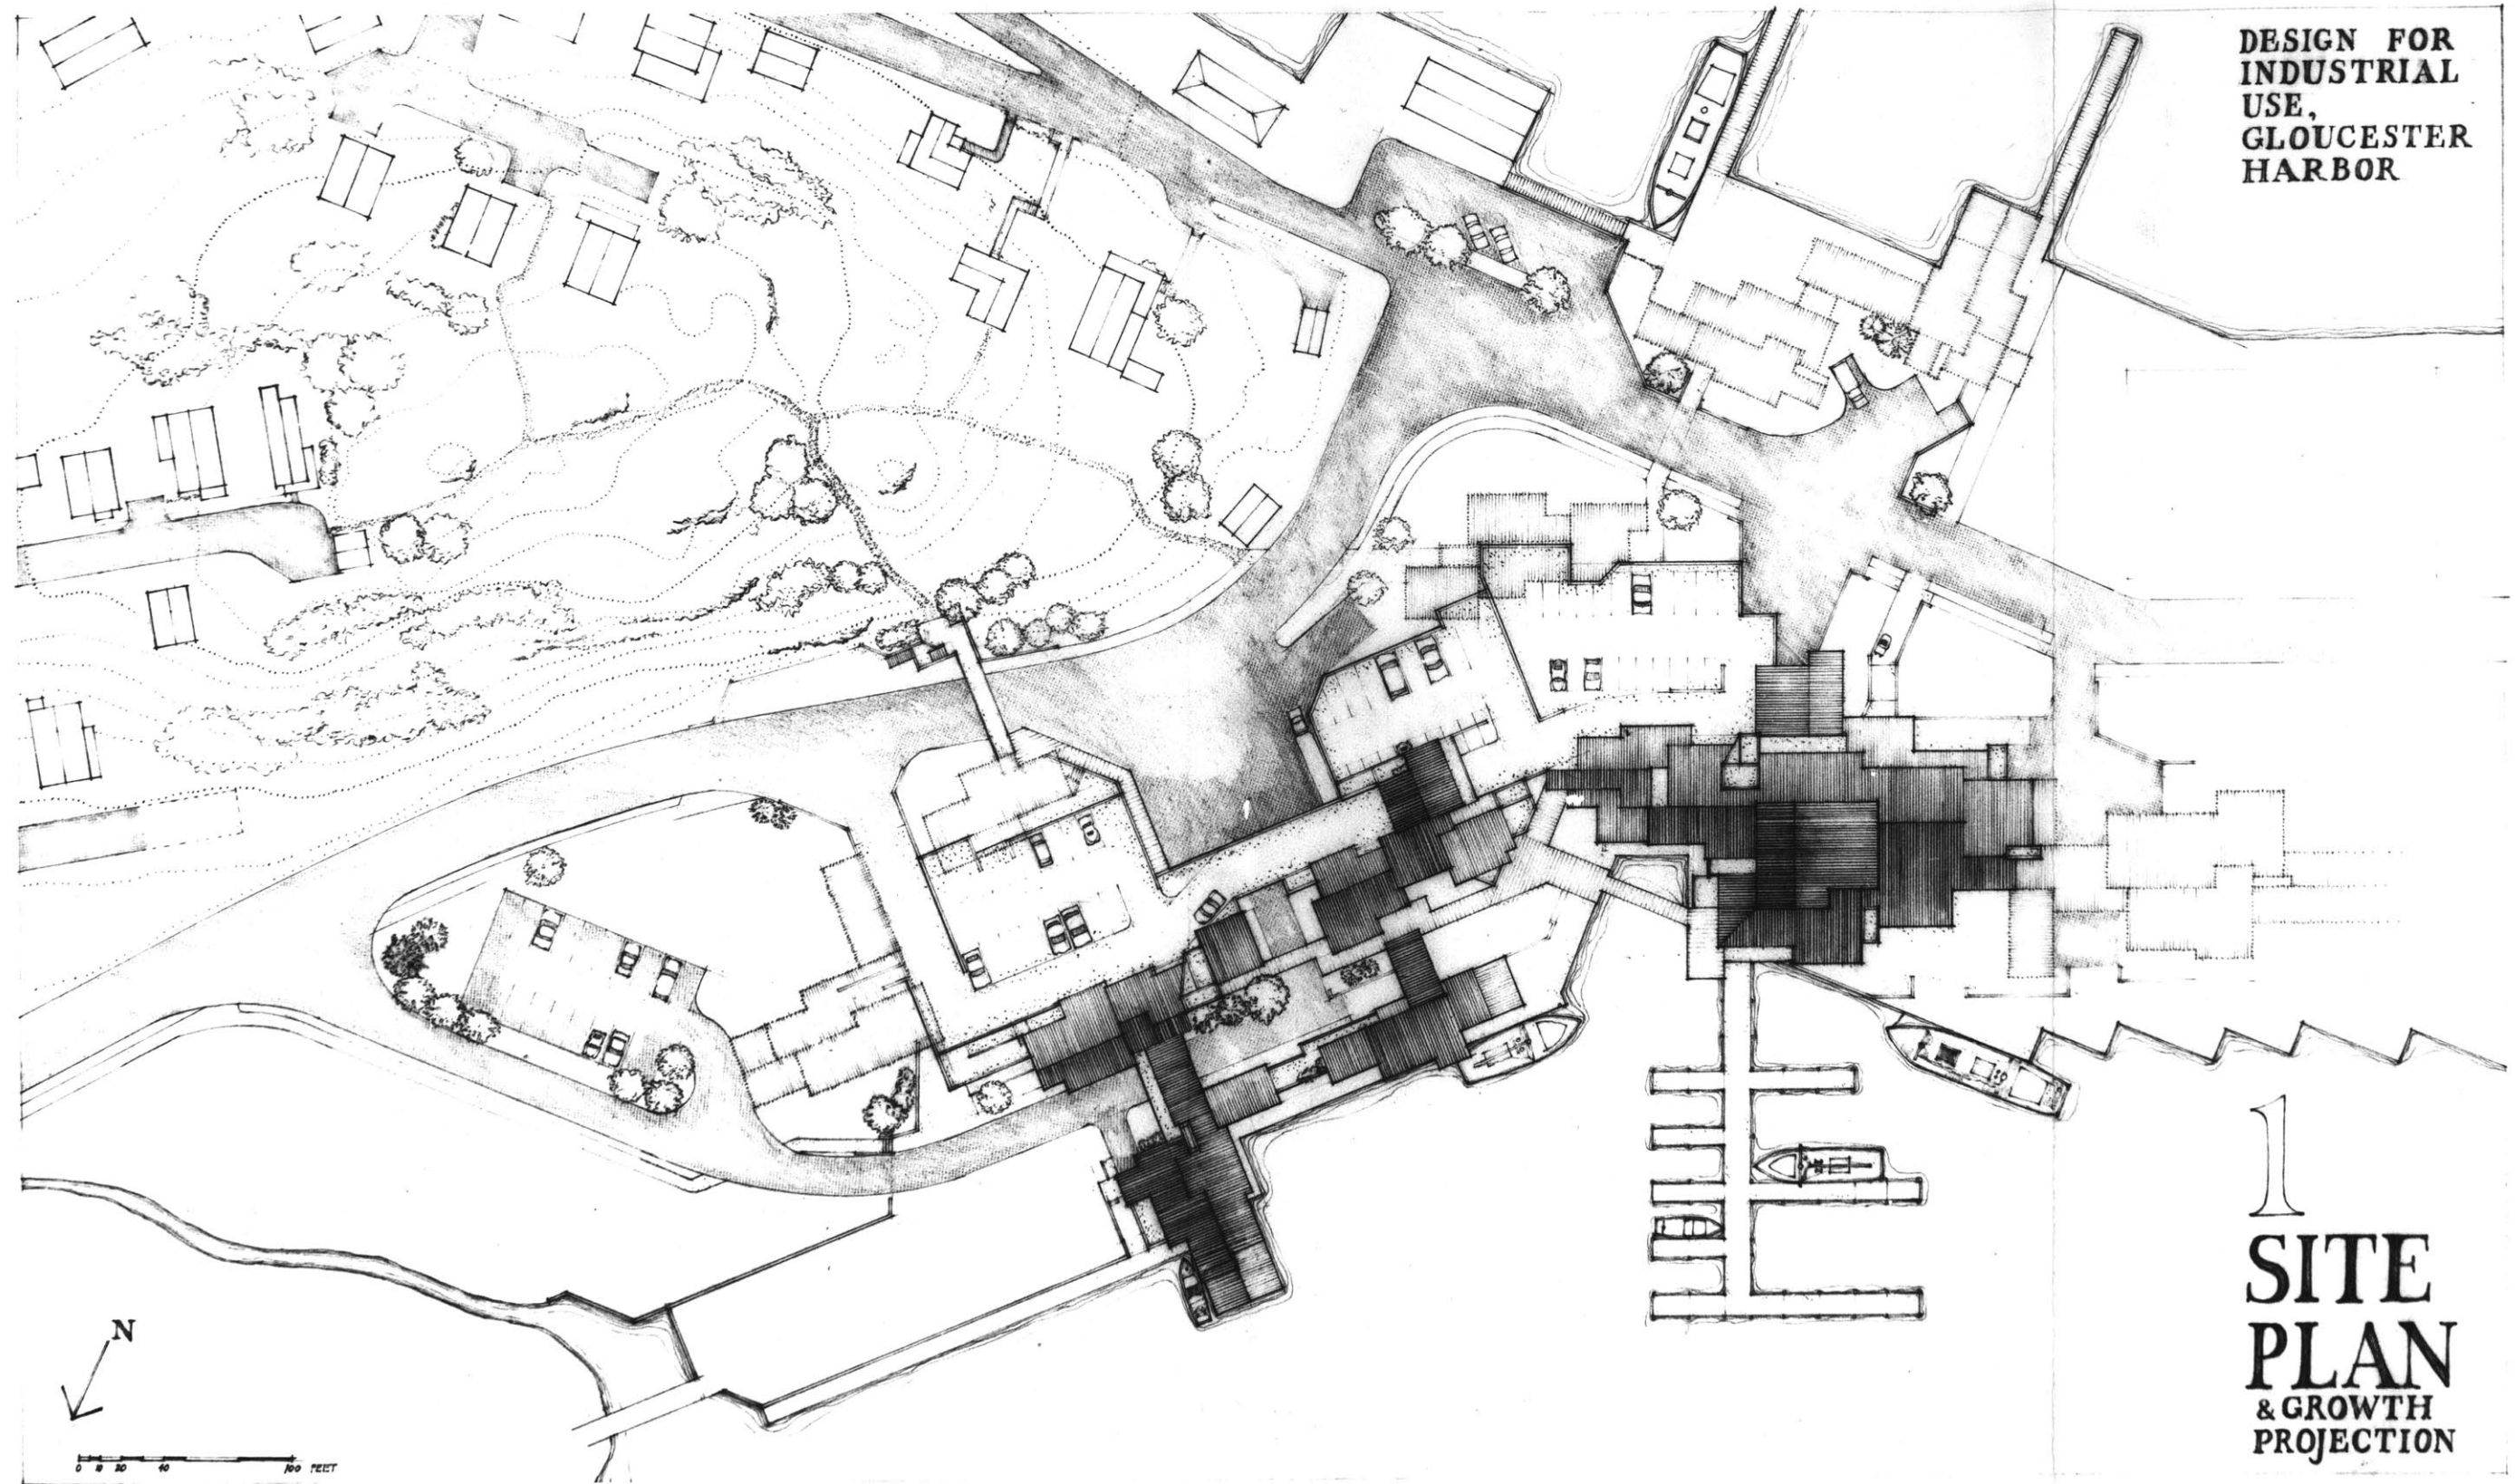 DESIGN FOR
INDUSTRIAL
USE,
GLOUCESTER
HARBOR
1
SITE
PLAN
& GROWTH
PROJECTION
N
0 10 20 40 100 FEET